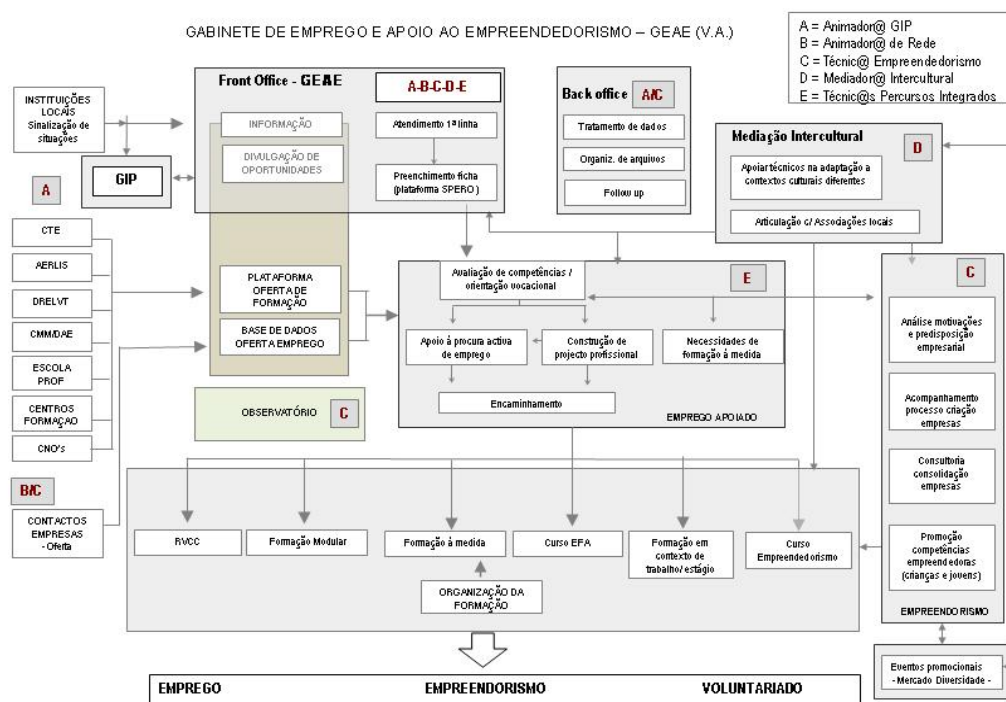 GABINETE DE EMPREGO E APOIO AO EMPREENDEDORISMO – GEAE (V.A.)
A = Animador@ GIP
B = Animador@ de Rede
C = Técnic@ Empreendedorismo
D = Mediador@ Intercultural
E = Técnic@s Percursos Integrados
INSTITUIÇÕES
LOCAIS
Sinalização de
situações
GIP
A
Front Office - GEAE
A-B-C-D-E
INFORMAÇÃO
DIVULGAÇÃO DE
OPORTUNIDADES
Atendimento 1ª linha
Preenchimento ficha
(plataforma SPERO)
Back office
A/C
Tratamento de dados
Organiz. de arquivos
Follow up
Mediação Intercultural
D
Apoiar técnicos na adaptação a
contextos culturais diferentes
Articulação c/ Associações locais
CTE
AERLIS
DRELVT
CMM/DAE
ESCOLA
PROF
CENTROS
FORMAÇAO
CNO's
B/C
CONTACTOS
EMPRESAS
- Oferta
PLATAFORMA
OFERTA DE
FORMAÇÃO
BASE DE DADOS
OFERTA EMPREGO
OBSERVATÓRIO
C
Avaliação de competências /
orientação vocacional
E
Apoio à procura activa
de emprego
Construção de
projecto profissional
Necessidades de
formação à medida
Encaminhamento
EMPREGO APOIADO
C
Análise motivações
e predisposição
empresarial
Acompanhamento
processo criação
empresas
Consultoria
consolidação
empresas
Promoção
competências
empreendedoras
(crianças e jovens)
EMPREENDORISMO
RVCC
Formação Modular
Formação à medida
Curso EFA
Formação em
contexto de
trabalho/ estágio
Curso
Empreendorismo
ORGANIZAÇÃO DA
FORMAÇÃO
Eventos promocionais
- Mercado Diversidade -
EMPREGO
EMPREENDORISMO
VOLUNTARIADO